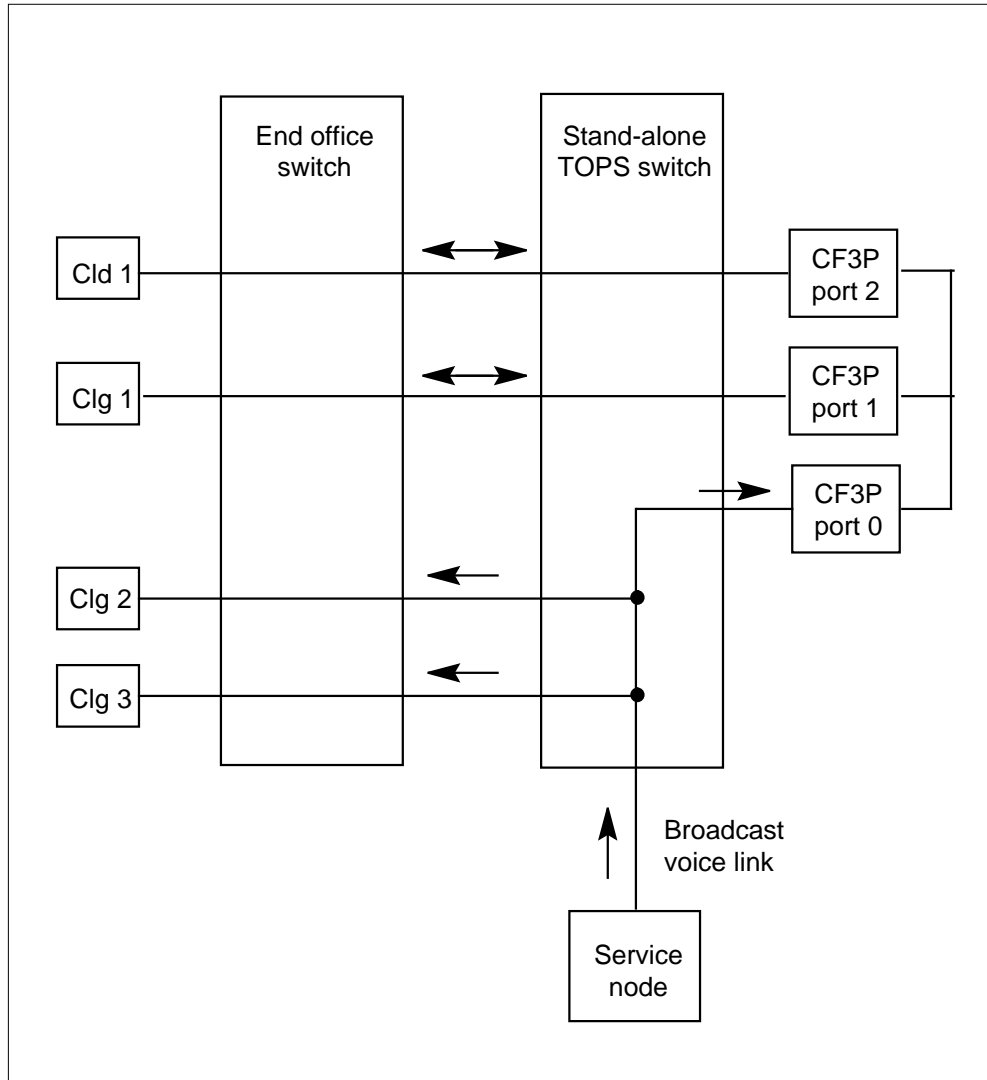 End office
switch
Stand-alone
TOPS switch
Cld 1
CF3P
port 2
Clg 1
CF3P
port 1
CF3P
port 0
Clg 2
Clg 3
Broadcast
voice link
Service
node